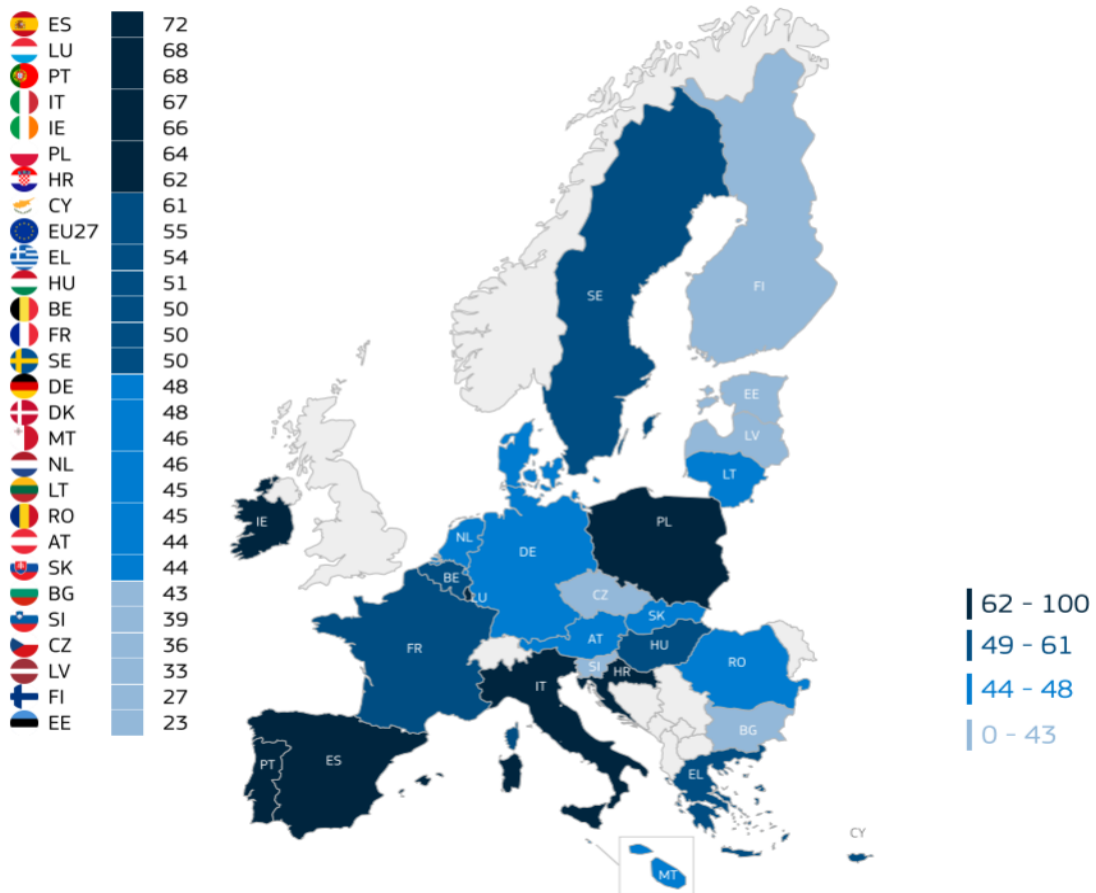 ES 72
LU 68
PT 68
IT 67
IE 66
PL 64
HR 62
CY 61
EU27 55
EL 54
HU 51
BE 50
FR 50
SE 50
DE 48
DK 48
MT 46
NL 46
LT 45
RO 45
AT 44
SK 44
BG 43
SI 39
CZ 36
LV 33
FI 27
EE 23
FI
SE
EE
LV
LT
IE
PL
NL
DE
BE
CZ
LU
SK
AT
HU
FR
RO
SI
HR
IT
BG
ES
PT
EL
CY
MT
62 - 100
49 - 61
44 - 48
0 - 43